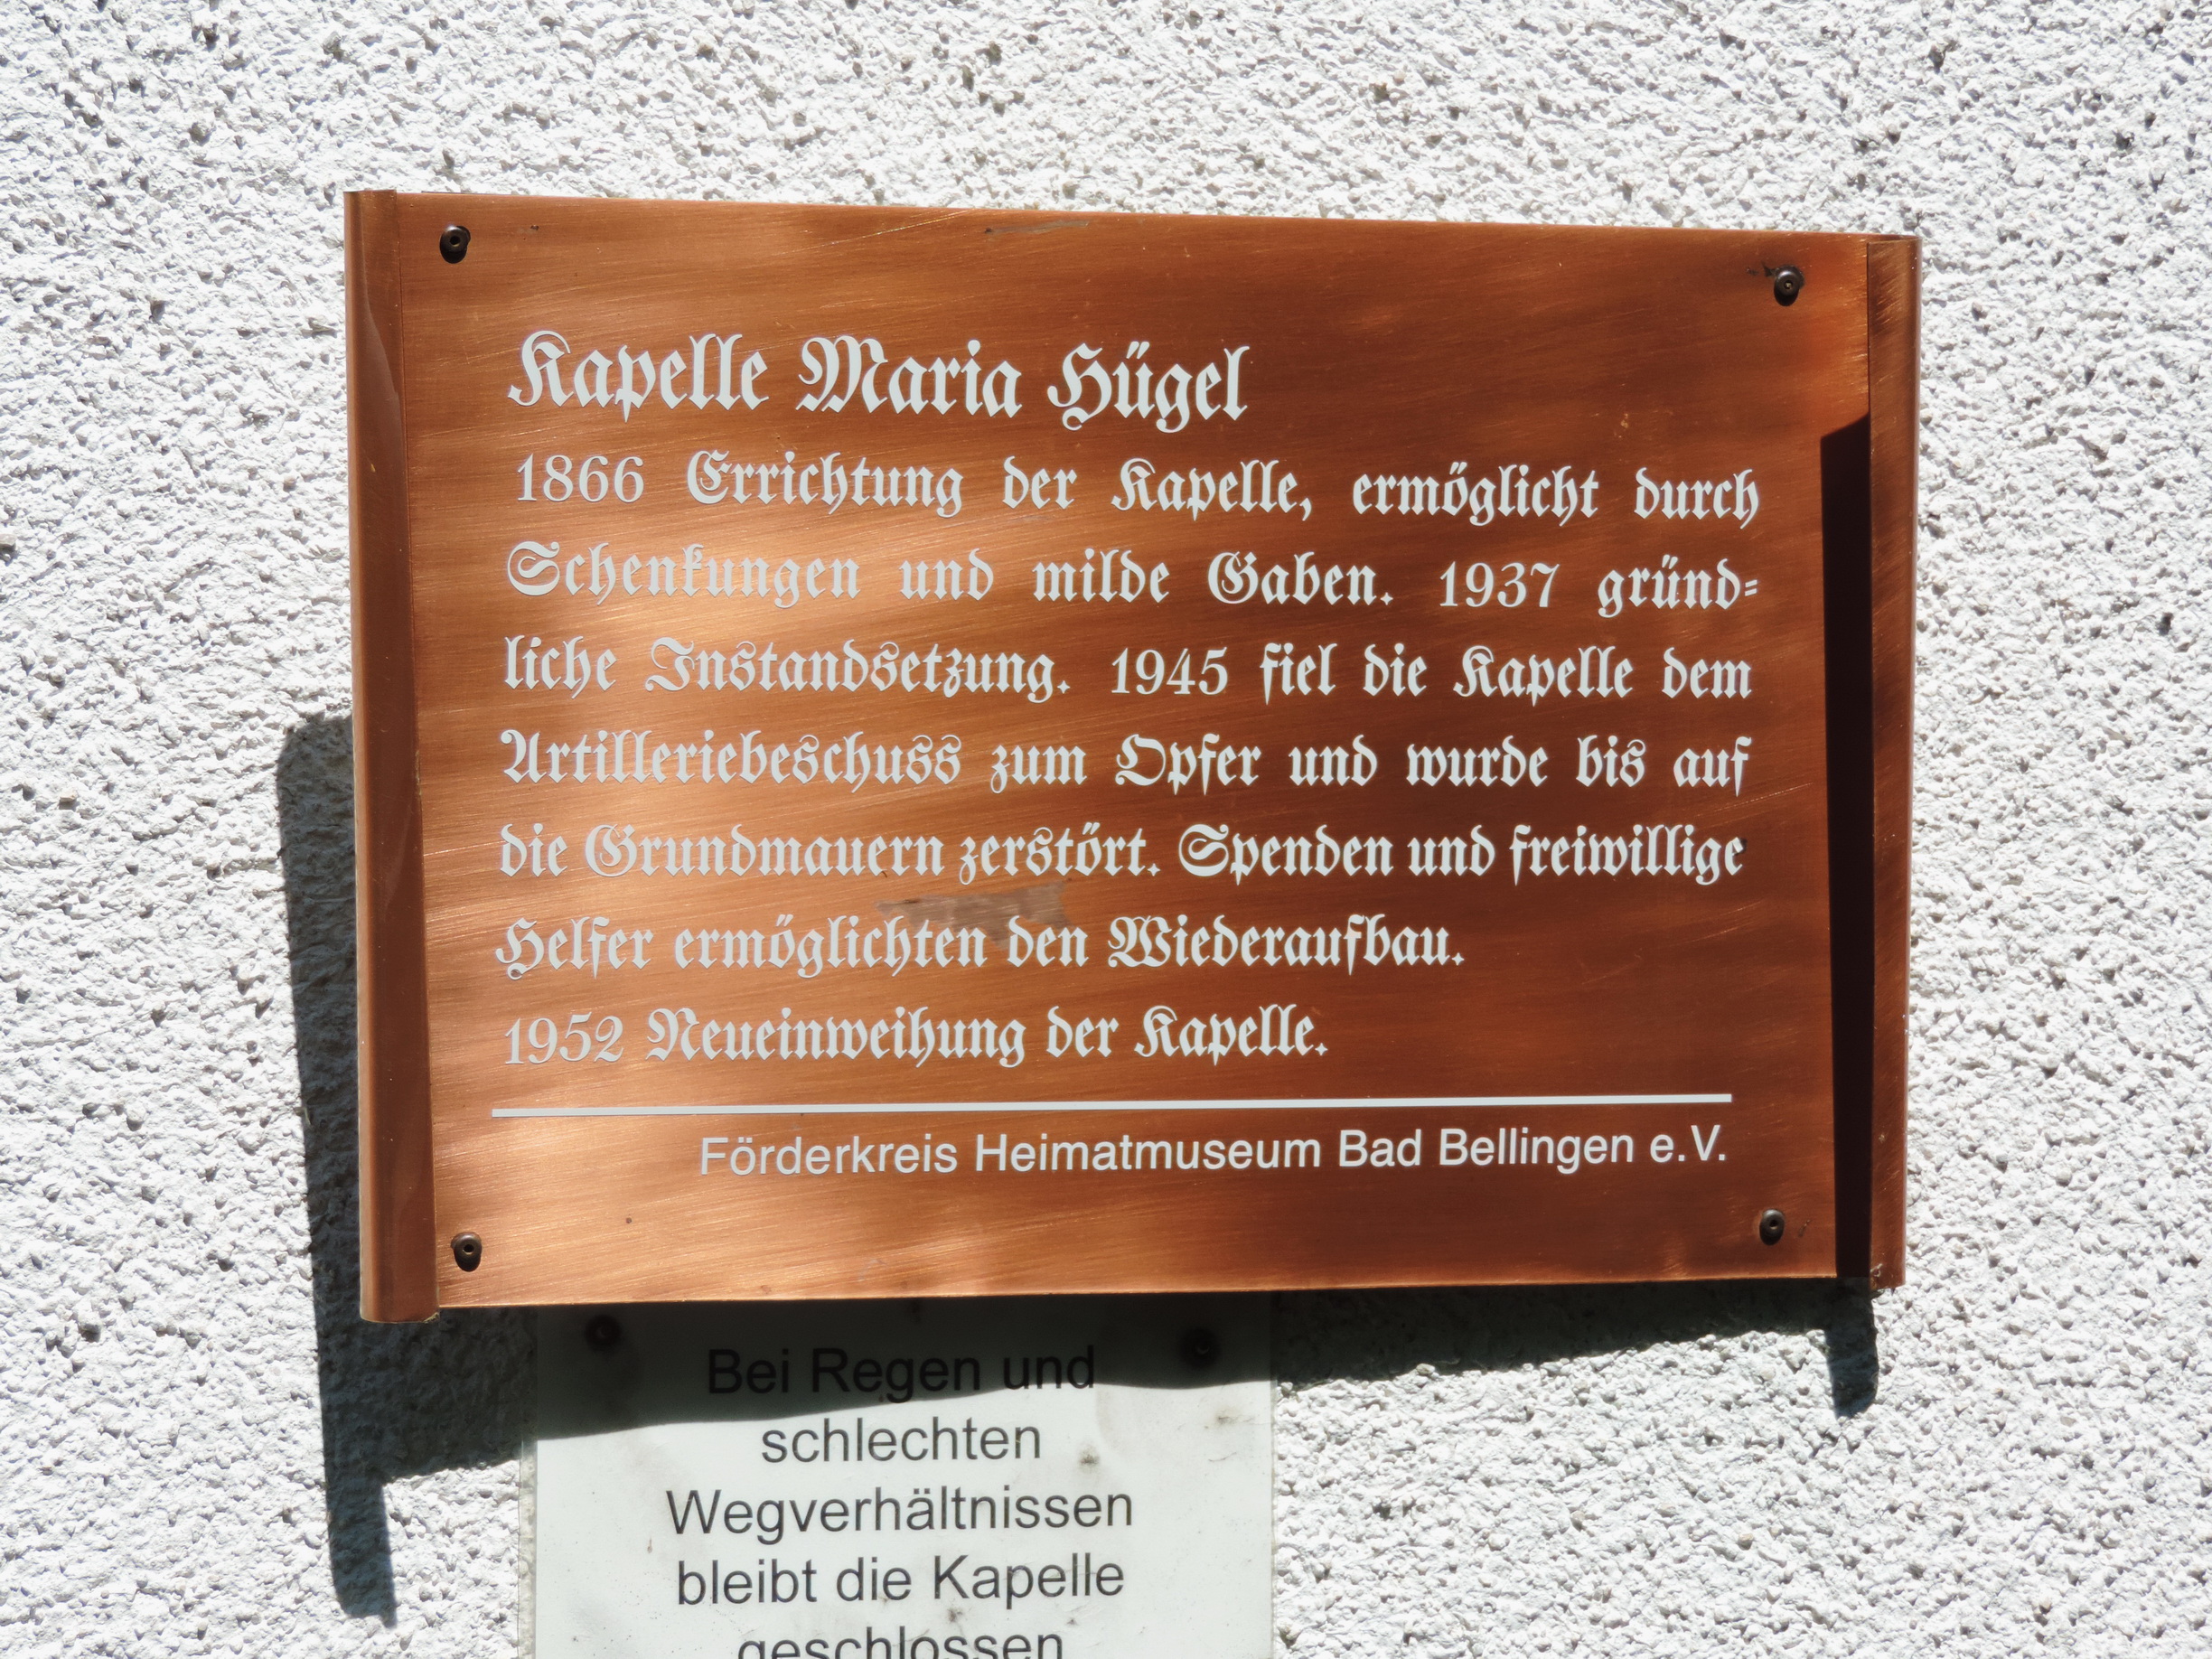 Kapelle Maria Hügel
1866 Errichtung der Kapelle, ermöglicht durch
Schenkungen und milde Gaben. 1937 gründ=
liche Instandsetzung. 1945 fiel die Kapelle dem
Artilleriebeschuss zum Opfer und wurde bis auf
die Grundmauern zerstört. Spenden und freiwillige
Helfer ermöglichten den Wiederaufbau.
1952 Neueinweihung der Kapelle.
Förderkreis Heimatmuseum Bad Bellingen e.V.
Bei Regen und
schlechten
Wegverhältnissen
bleibt die Kapelle
geschlossen